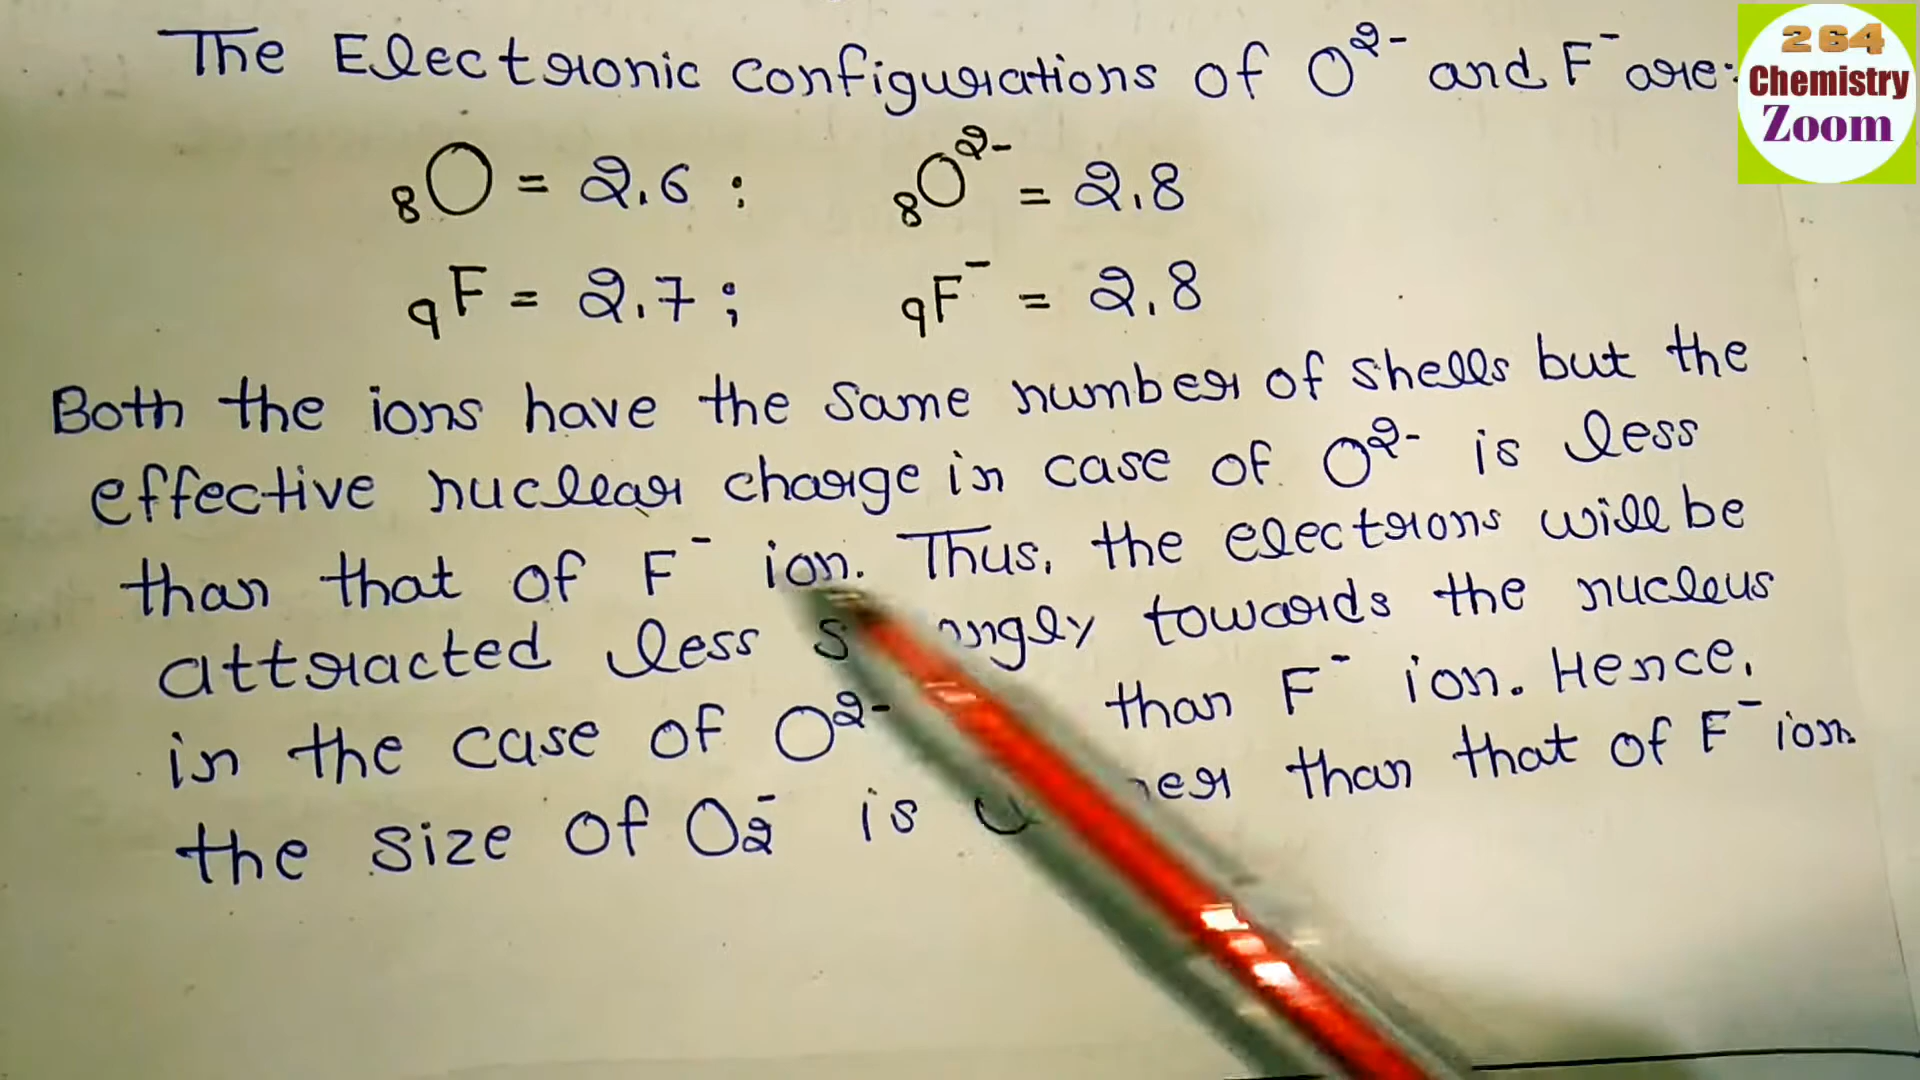 The Electronic configurations of O²⁻ and F⁻ are:
₈O = 2,6 : ₈O²⁻ = 2,8
₉F = 2,7 ; ₉F⁻ = 2,8
Both the ions have the same number of shells but the
effective nuclear charge in case of O²⁻ is less
than that of F⁻ ion. Thus, the electrons will be
attracted less towards the nucleus
in the case of O²⁻ than F⁻ ion. Hence,
the size of O₂⁻ is than that of F⁻ ion.
264
Chemistry
Zoom